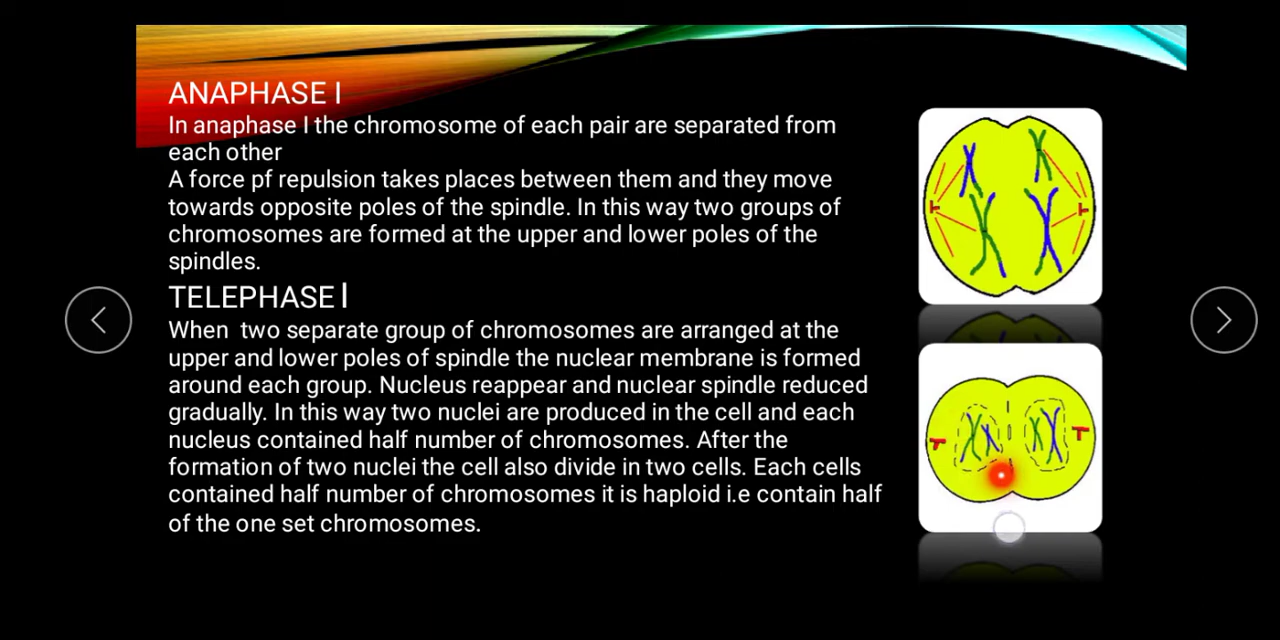 ANAPHASE I
In anaphase I the chromosome of each pair are separated from
each other
A force pf repulsion takes places between them and they move
towards opposite poles of the spindle. In this way two groups of
chromosomes are formed at the upper and lower poles of the
spindles.
TELEPHASE I
When two separate group of chromosomes are arranged at the
upper and lower poles of spindle the nuclear membrane is formed
around each group. Nucleus reappear and nuclear spindle reduced
gradually. In this way two nuclei are produced in the cell and each
nucleus contained half number of chromosomes. After the
formation of two nuclei the cell also divide in two cells. Each cells
contained half number of chromosomes it is haploid i.e contain half
of the one set chromosomes.